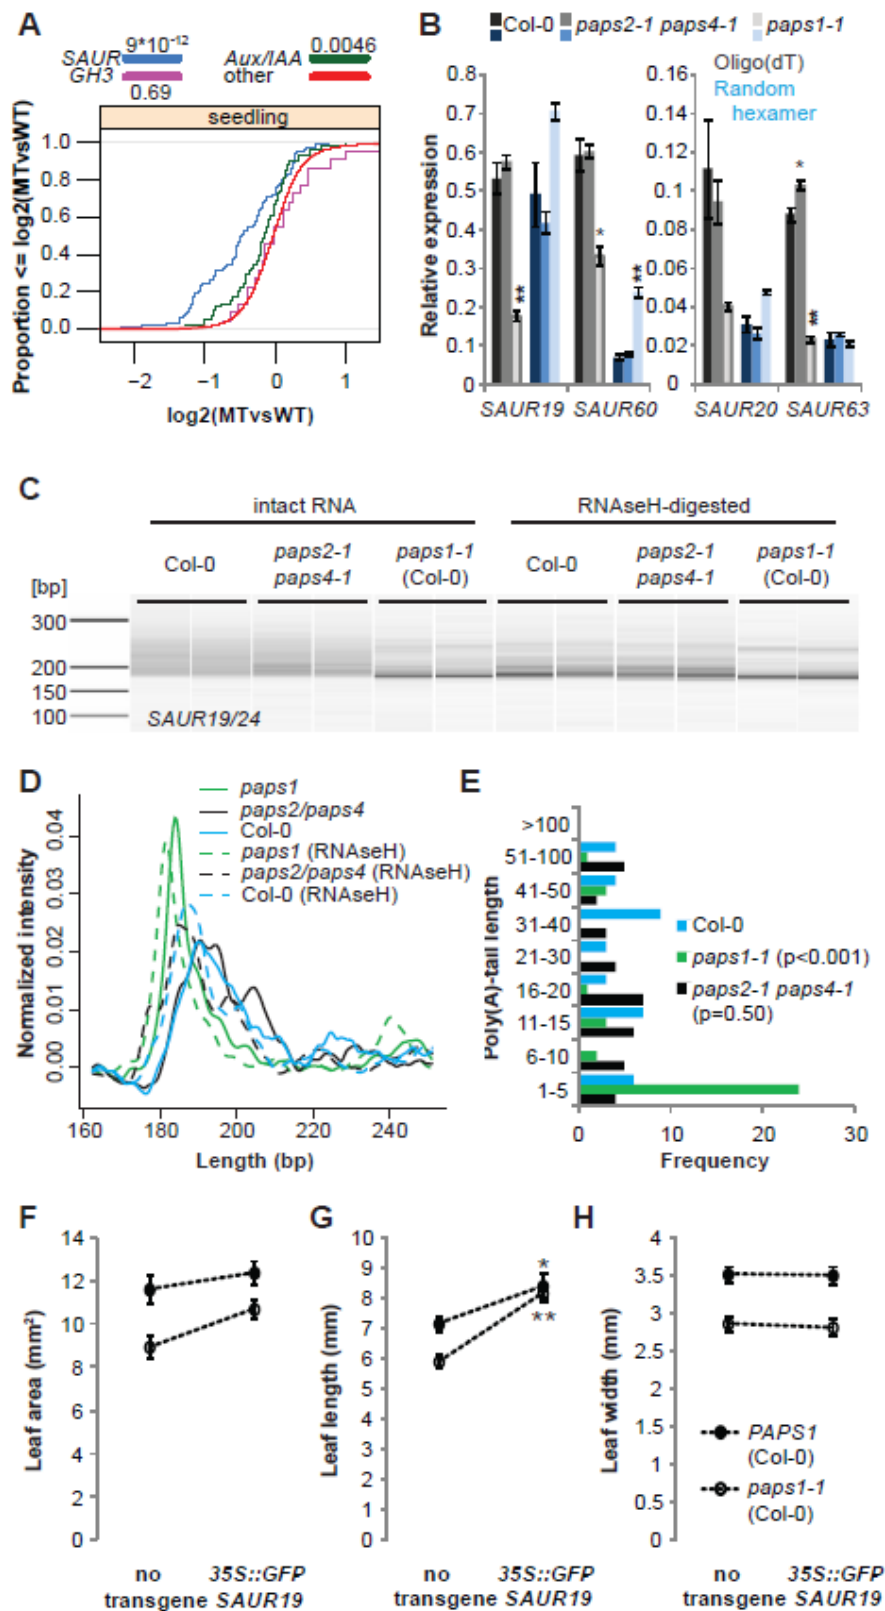 A
SAUR 9*10⁻¹² Aux/IAA 0.0046
GH3 0.69 other
seedling
1.0
0.8
0.6
0.4
0.2
0.0
Proportion <= log2(MTvsWT)
−2 −1 0 1
log2(MTvsWT)
B
Col-0 paps2-1 paps4-1 paps1-1
Oligo(dT)
Random
hexamer
Relative expression
0.8
0.7
0.6
0.5
0.4
0.3
0.2
0.1
0
** * **
SAUR19 SAUR60
0.16
0.14
0.12
0.1
0.08
0.06
0.04
0.02
0
* **
SAUR20 SAUR63
C
intact RNA RNAseH-digested
Col-0 paps2-1 paps4-1 paps1-1 (Col-0) Col-0 paps2-1 paps4-1 paps1-1 (Col-0)
[bp]
300
200
150
100
SAUR19/24
D
paps1
paps2/paps4
Col-0
paps1 (RNAseH)
paps2/paps4 (RNAseH)
Col-0 (RNAseH)
Normalized intensity
0.04
0.03
0.02
0.01
0.00
160 180 200 220 240
Length (bp)
E
Poly(A)-tail length
>100
51-100
41-50
31-40
21-30
16-20
11-15
6-10
1-5
Col-0
paps1-1 (p<0.001)
paps2-1 paps4-1
(p=0.50)
0 10 20 30
Frequency
F
Leaf area (mm²)
14
12
10
8
6
4
2
0
no 35S::GFP
transgene SAUR19
G
Leaf length (mm)
10
9
8
7
6
5
4
3
2
1
0
*
**
no 35S::GFP
transgene SAUR19
H
Leaf width (mm)
4
3.5
3
2.5
2
1.5
1
0.5
0
PAPS1
(Col-0)
paps1-1
(Col-0)
no 35S::GFP
transgene SAUR19